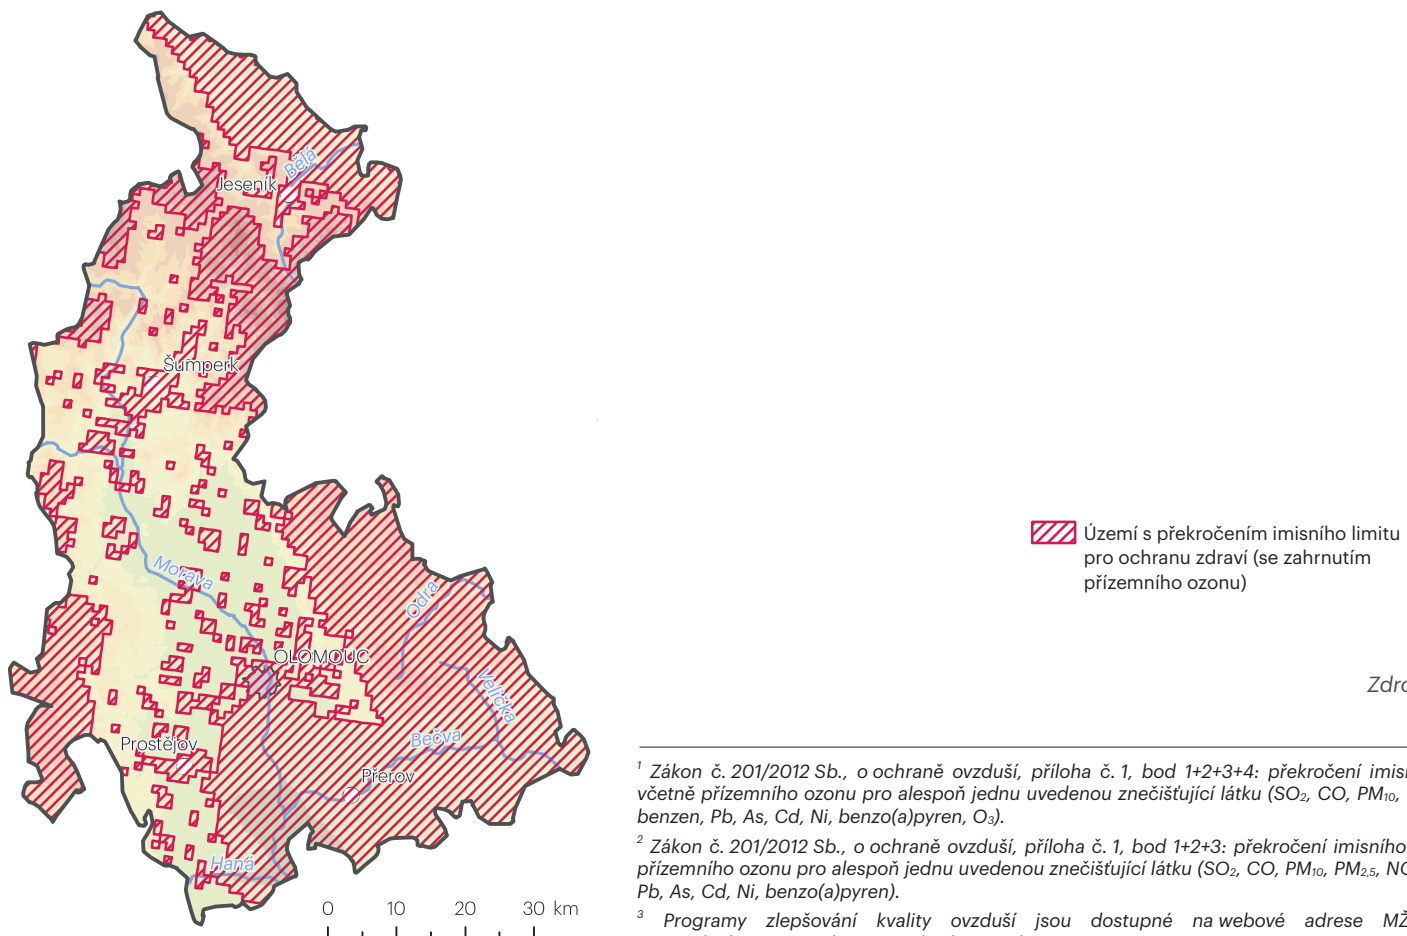 Bělá
Jeseník
Šumperk
Morava
Odra
OLOMOUC
Velička
Prostějov
Bečva
Přerov
Haná
0 10 20 30 km
Území s překročením imisního limitu
pro ochranu zdraví (se zahrnutím
přízemního ozonu)
Zdro
¹ Zákon č. 201/2012 Sb., o ochraně ovzduší, příloha č. 1, bod 1+2+3+4: překročení imisn
včetně přízemního ozonu pro alespoň jednu uvedenou znečišťující látku (SO₂, CO, PM₁₀,
benzen, Pb, As, Cd, Ni, benzo(a)pyren, O₃).
² Zákon č. 201/2012 Sb., o ochraně ovzduší, příloha č. 1, bod 1+2+3: překročení imisního
přízemního ozonu pro alespoň jednu uvedenou znečišťující látku (SO₂, CO, PM₁₀, PM₂,₅, NO
Pb, As, Cd, Ni, benzo(a)pyren).
³ Programy zlepšování kvality ovzduší jsou dostupné na webové adrese MŽ